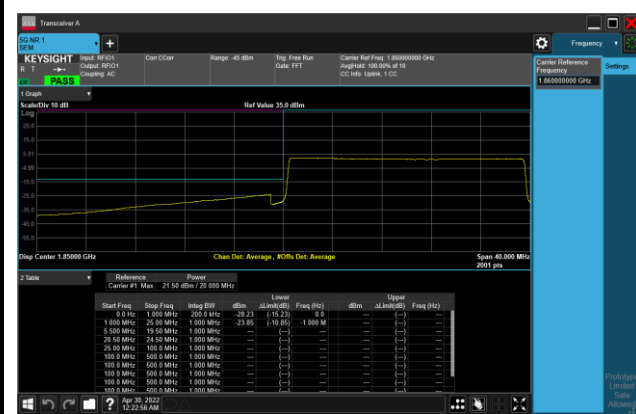 Transceiver A
5G NR 1
SEM
+
Frequency
KEYSIGHT
R T
PASS
Input: RFIO1
Output: RFIO1
Coupling: AC
Corr CCorr
Range: -45 dBm
Trig: Free Run
Gate: FFT
Carrier Ref Freq: 1.860000000 GHz
Avg|Hold: 100.00% of 10
CC Info: Uplink, 1 CC
Carrier Reference
Frequency
1.860000000 GHz
Settings
1 Graph
Scale/Div 10 dB
Ref Value 35.0 dBm
Log
25.0
15.0
5.01
-4.99
-15.0
-25.0
-35.0
-45.0
-55.0
Disp Center 1.85000 GHz
Chan Det: Average , #Offs Det: Average
Span 40.000 MHz
2001 pts
2 Table
Reference Power
Carrier #1 Max 21.50 dBm / 20.000 MHz
Lower Upper
Start Freq Stop Freq Integ BW dBm ΔLimit(dB) Freq (Hz) dBm ΔLimit(dB) Freq (Hz)
0.0 Hz 1.000 MHz 200.0 kHz -28.23 (-15.23) 0.0 --- (---) ---
1.000 MHz 25.00 MHz 1.000 MHz -23.85 (-10.85) -1.000 M --- (---) ---
5.500 MHz 19.50 MHz 1.000 MHz --- (---) --- --- (---) ---
20.50 MHz 24.50 MHz 1.000 MHz --- (---) --- --- (---) ---
25.00 MHz 100.0 MHz 1.000 MHz --- (---) --- --- (---) ---
100.0 MHz 500.0 MHz 1.000 MHz --- (---) --- --- (---) ---
100.0 MHz 500.0 MHz 1.000 MHz --- (---) --- --- (---) ---
100.0 MHz 500.0 MHz 1.000 MHz --- (---) --- --- (---) ---
100.0 MHz 500.0 MHz 1.000 MHz --- (---) --- --- (---) ---
100.0 MHz 500.0 MHz 1.000 MHz
?
Apr 30, 2022
12:22:56 AM
Prototype
Limited
Sale
Allowed